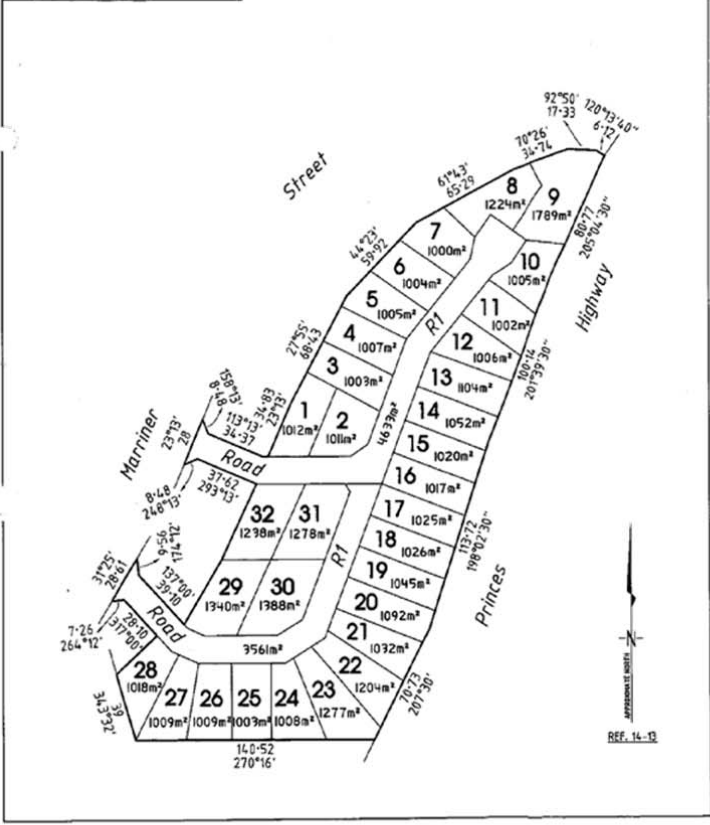 92°50'
17·33
120°13'40"
6·12
70°26'
34·74
61°43'
65·29
Street
8
1224m²
9
1789m²
80·77
205°04'30"
44°23'
59·92
7
1000m²
6
1004m²
10
1005m²
Highway
5
1005m²
R1
11
1002m²
27°55'
68·43
4
1007m²
12
1006m²
100·14
201°39'30"
3
1003m²
13
1104m²
158°13'
8·48
34·83
23°13'
113°13'
34·37
1
1012m²
2
1011m²
4633m²
14
1052m²
Marriner
23°13'
28
Road
15
1020m²
37·62
293°13'
16
1017m²
8·48
248°13'
32
1238m²
31
1278m²
17
1025m²
113·72
198°02'30"
18
1026m²
174°12'
9·56
R1
19
1045m²
31°25'
28·61
137°00'
39·10
29
1340m²
30
1388m²
20
1092m²
Princes
Road
7·26
264°12'
28·10
317°00'
3561m²
21
1032m²
28
1018m²
22
1204m²
70·73
207°30'
27
1009m²
26
1009m²
25
1003m²
24
1008m²
23
1277m²
39
343°32'
140·52
270°16'
N
APPROXIMATE NORTH
REF. 14-13